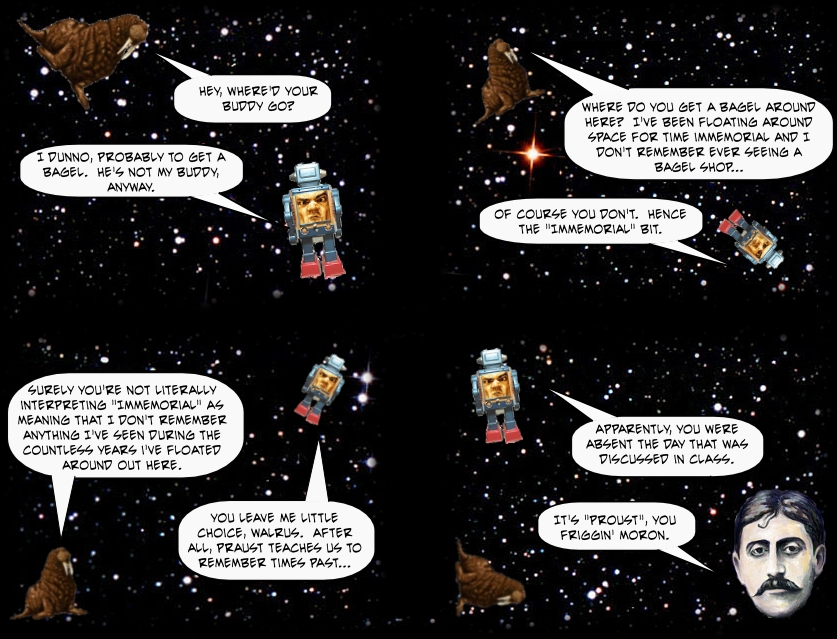 HEY, WHERE'D YOUR
BUDDY GO?
I DUNNO, PROBABLY TO GET A
BAGEL. HE'S NOT MY BUDDY,
ANYWAY.
WHERE DO YOU GET A BAGEL AROUND
HERE? I'VE BEEN FLOATING AROUND
SPACE FOR TIME IMMEMORIAL AND I
DON'T REMEMBER EVER SEEING A
BAGEL SHOP...
OF COURSE YOU DON'T. HENCE
THE "IMMEMORIAL" BIT.
SURELY YOU'RE NOT LITERALLY
INTERPRETING "IMMEMORIAL" AS
MEANING THAT I DON'T REMEMBER
ANYTHING I'VE SEEN DURING THE
COUNTLESS YEARS I'VE FLOATED
AROUND OUT HERE.
YOU LEAVE ME LITTLE
CHOICE, WALRUS. AFTER
ALL, PRAUST TEACHES US TO
REMEMBER TIMES PAST...
APPARENTLY, YOU WERE
ABSENT THE DAY THAT WAS
DISCUSSED IN CLASS.
IT'S "PROUST", YOU
FRIGGIN' MORON.